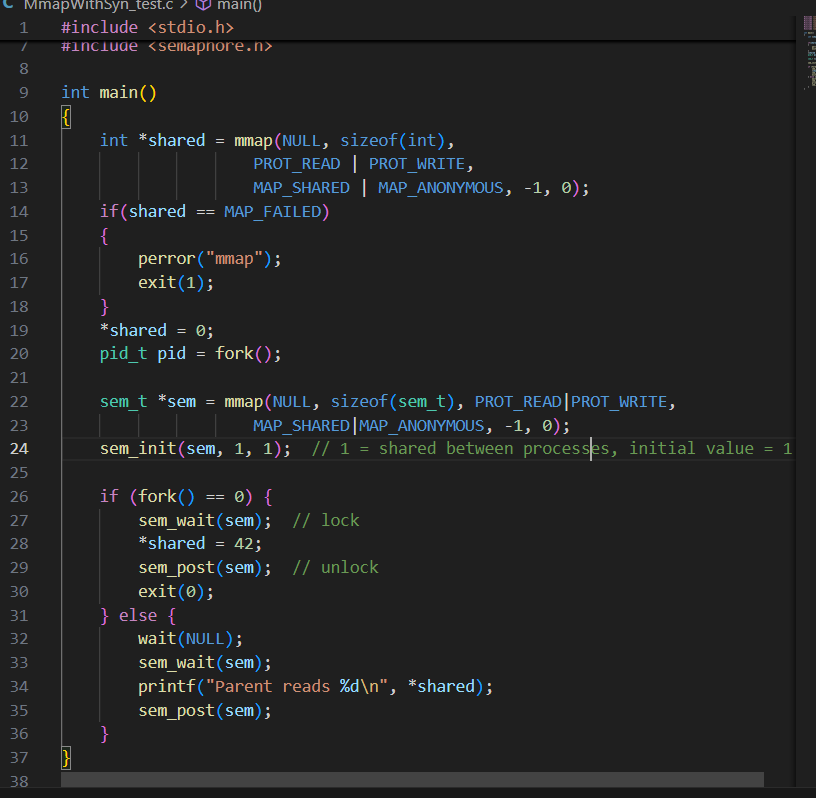 C MmapWithSyn_test.c > main()
1 #include <stdio.h>
7 #include <semaphore.h>
8
9 int main()
10 {
11 int *shared = mmap(NULL, sizeof(int),
12 PROT_READ | PROT_WRITE,
13 MAP_SHARED | MAP_ANONYMOUS, -1, 0);
14 if(shared == MAP_FAILED)
15 {
16 perror("mmap");
17 exit(1);
18 }
19 *shared = 0;
20 pid_t pid = fork();
21
22 sem_t *sem = mmap(NULL, sizeof(sem_t), PROT_READ|PROT_WRITE,
23 MAP_SHARED|MAP_ANONYMOUS, -1, 0);
24 sem_init(sem, 1, 1); // 1 = shared between processes, initial value = 1
25
26 if (fork() == 0) {
27 sem_wait(sem); // lock
28 *shared = 42;
29 sem_post(sem); // unlock
30 exit(0);
31 } else {
32 wait(NULL);
33 sem_wait(sem);
34 printf("Parent reads %d\n", *shared);
35 sem_post(sem);
36 }
37 }
38